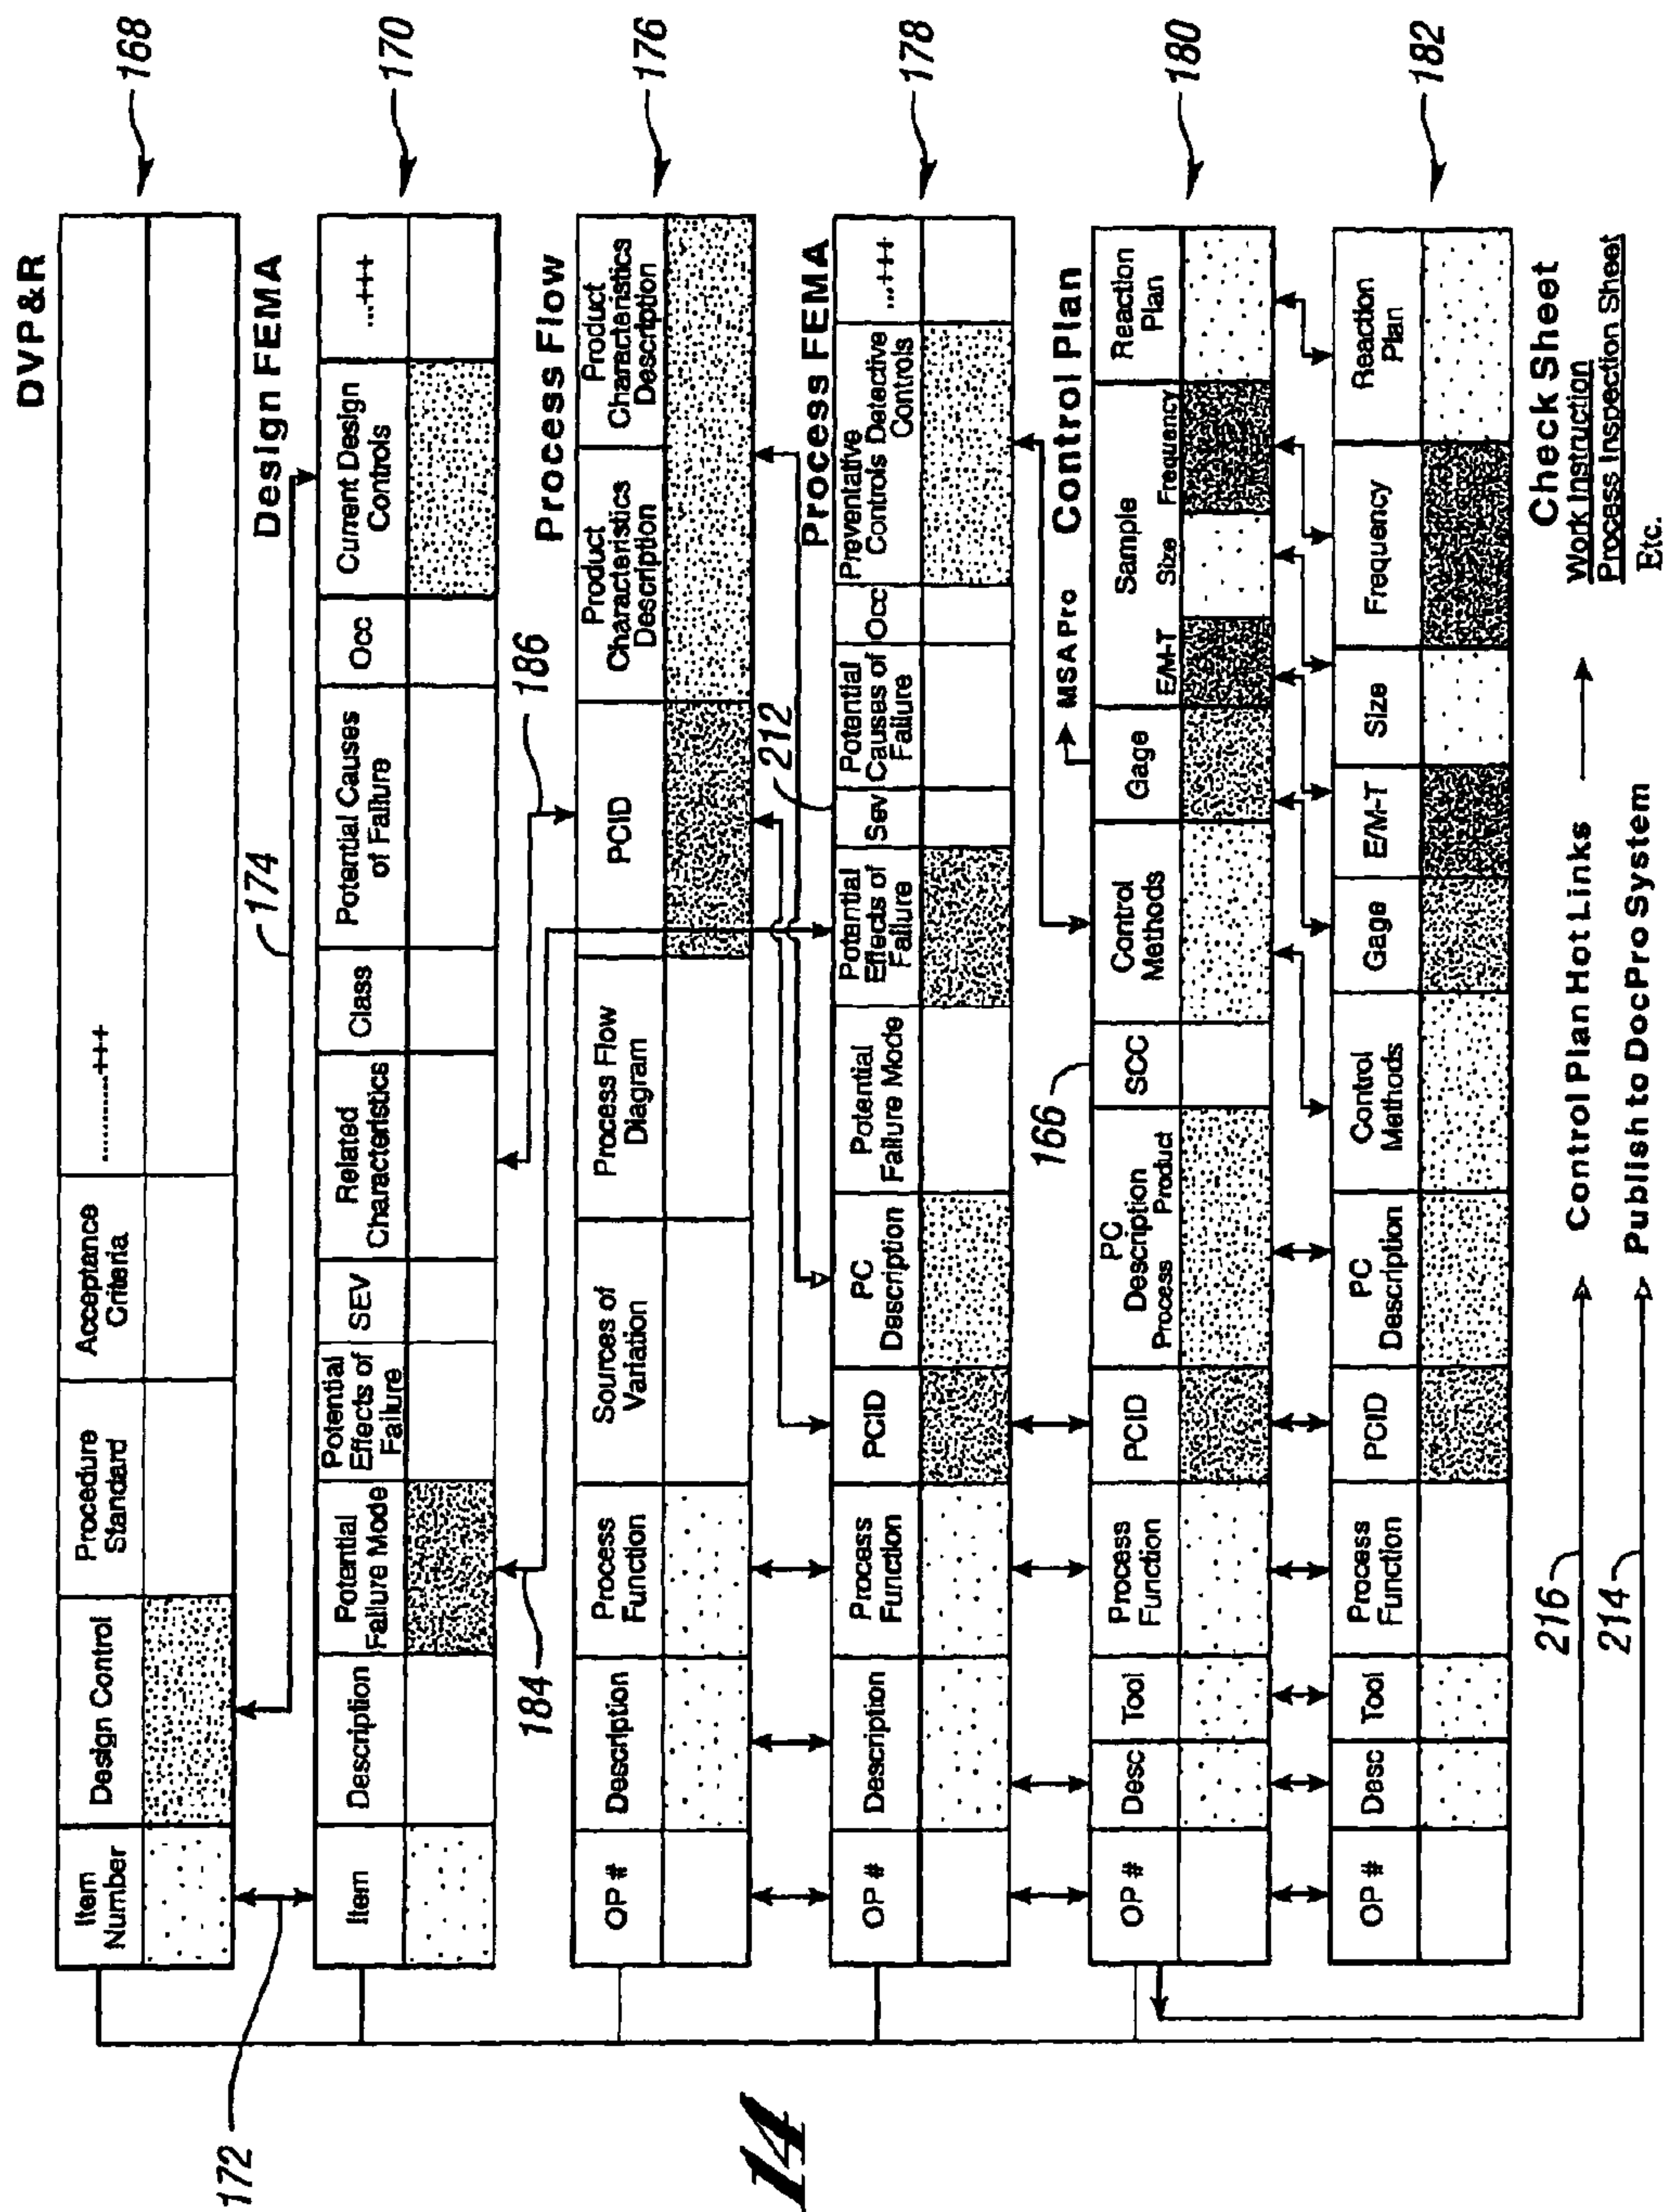 DVP&R
Item
Number
Design Control
Procedure
Standard
Acceptance
Criteria
...........+++
168
172
174
Design FEMA
Item
Description
Potential
Failure Mode
Potential
Effects of
Failure
SEV
Related
Characteristics
Class
Potential Causes
of Failure
Occ
Current Design
Controls
...+++
170
184
186
Process Flow
OP #
Description
Process
Function
Sources of
Variation
Process Flow
Diagram
PCID
Product
Characteristics
Description
Product
Characteristics
Description
176
212
Process FEMA
OP #
Description
Process
Function
PCID
PC
Description
Potential
Failure Mode
Potential
Effects of
Failure
Sev
Potential
Causes of
Failure
Occ
Preventative
Controls Detective
Controls
...+++
178
MSA Pro
Control Plan
166
OP #
Desc
Tool
Process
Function
PCID
PC
Description
Process Product
SCC
Control
Methods
Gage
Sample
E/M-T Size Frequency
Reaction
Plan
180
OP #
Desc
Tool
Process
Function
PCID
PC
Description
Control
Methods
Gage
E/M-T
Size
Frequency
Reaction
Plan
182
Check Sheet
216
Control Plan Hot Links
Work Instruction
Process Inspection Sheet
Etc.
214
Publish to DocPro System
14